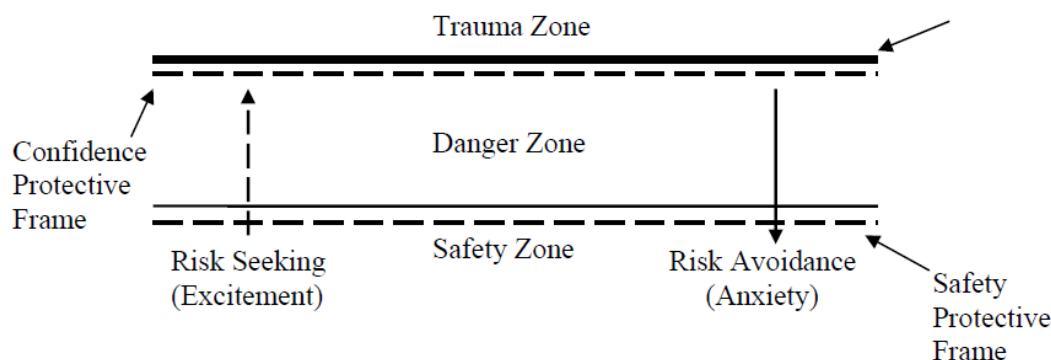 Trauma Zone
Confidence
Protective
Frame
Danger Zone
Risk Seeking
(Excitement)
Safety Zone
Risk Avoidance
(Anxiety)
Safety
Protective
Frame